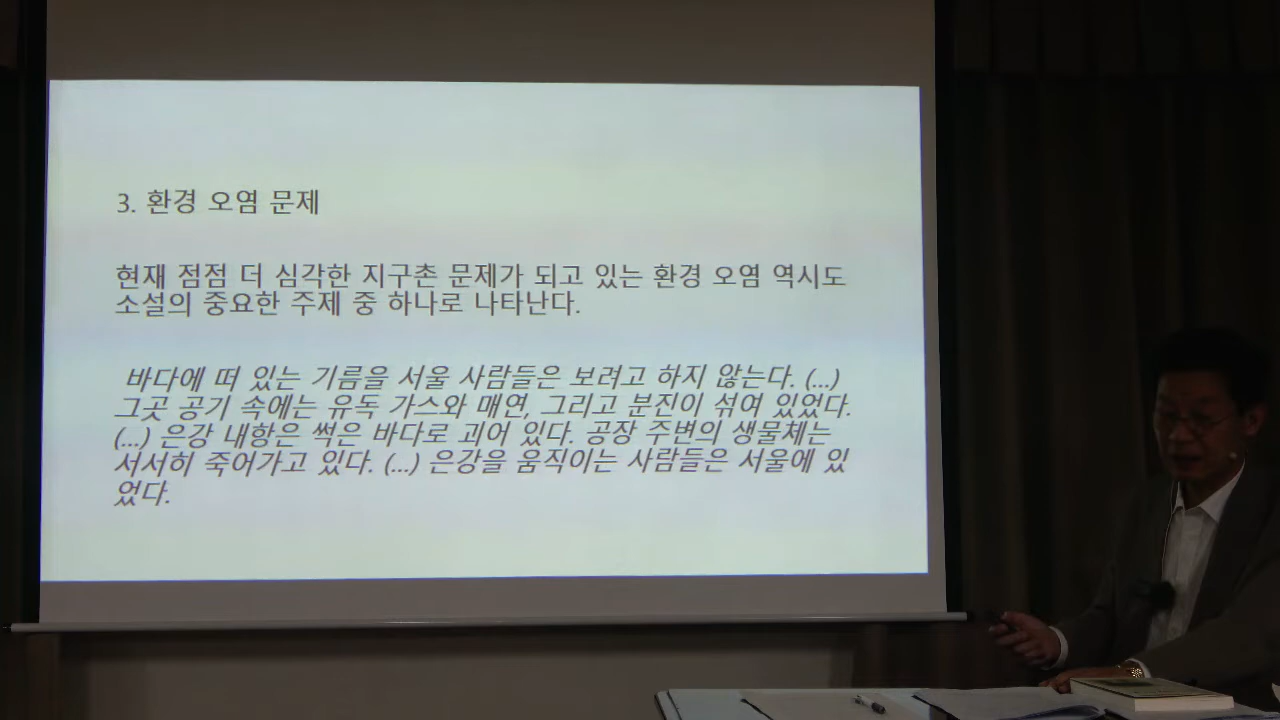 3. 환경 오염 문제
현재 점점 더 심각한 지구촌 문제가 되고 있는 환경 오염 역시도
소설의 중요한 주제 중 하나로 나타난다.
바다에 떠 있는 기름을 서울 사람들은 보려고 하지 않는다. (...)
그곳 공기 속에는 유독 가스와 매연, 그리고 분진이 섞여 있었다.
(...) 은강 내항은 썩은 바다로 괴어 있다. 공장 주변의 생물체는
서서히 죽어가고 있다. (...) 은강을 움직이는 사람들은 서울에 있
었다.